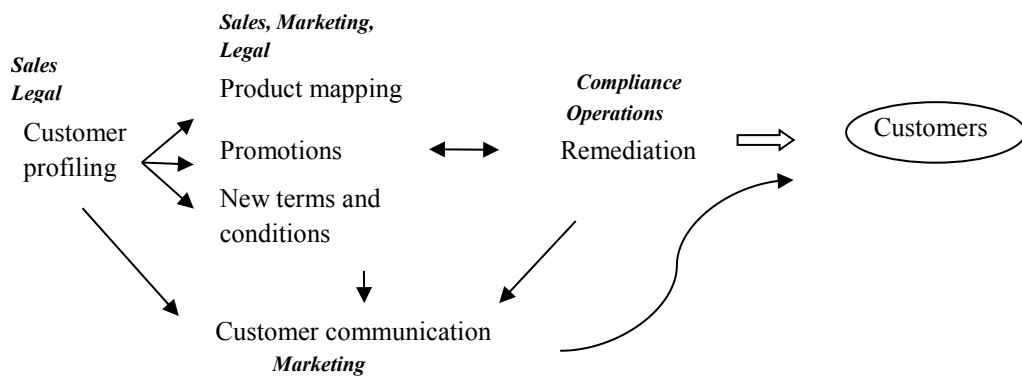 Sales
Legal
Customer
profiling
Sales, Marketing,
Legal
Product mapping
Promotions
New terms and
conditions
Compliance
Operations
Remediation
Customers
Customer communication
Marketing